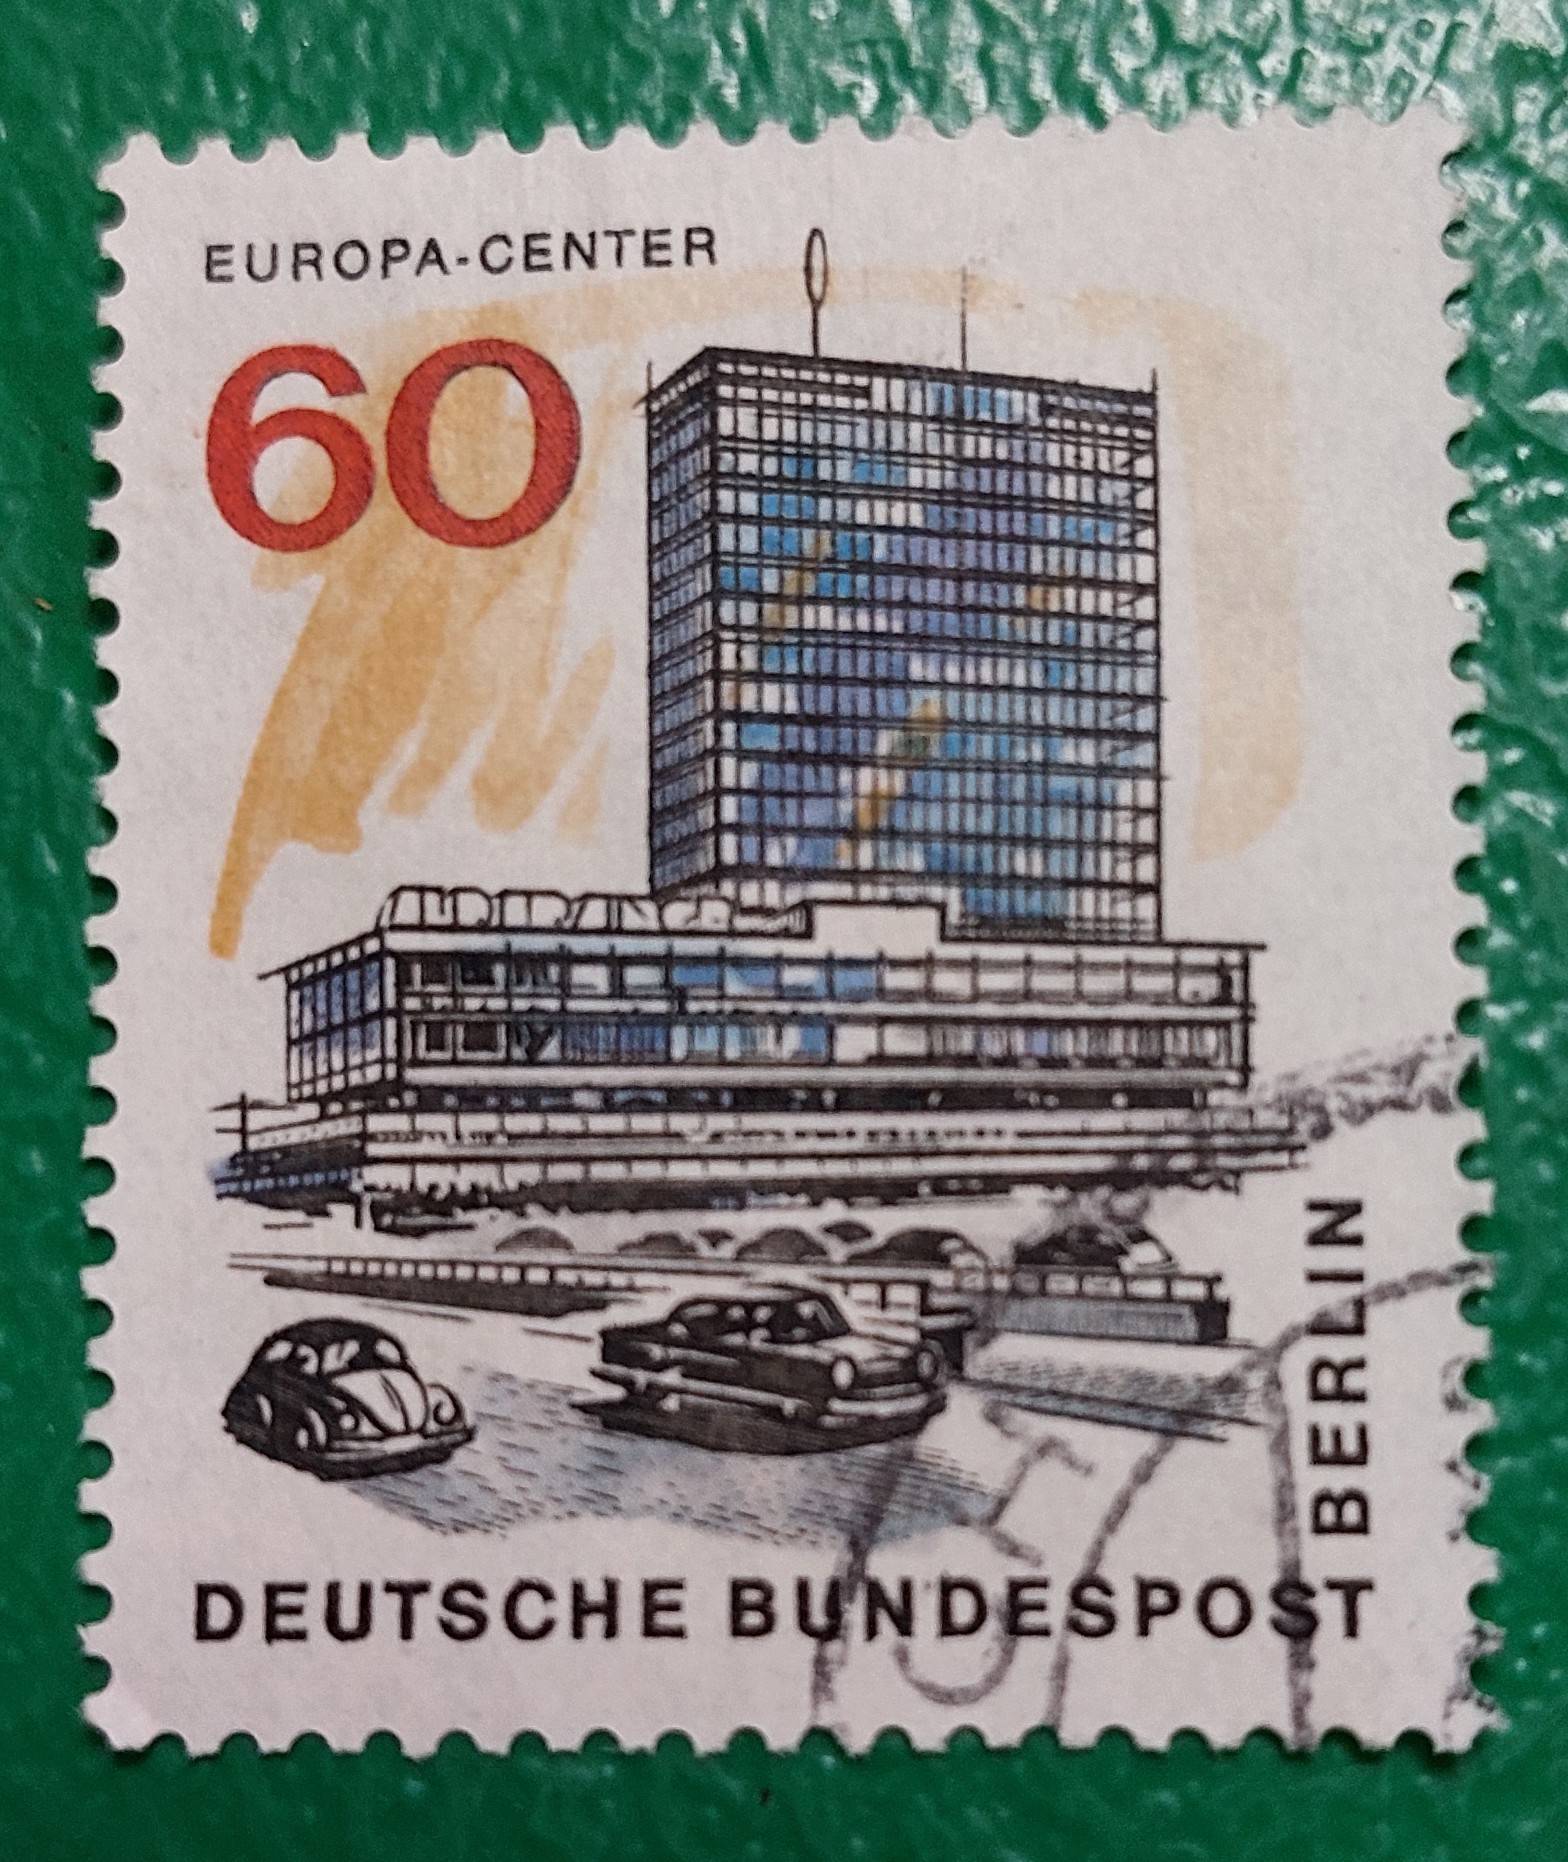 EUROPA-CENTER
60
BERLIN
DEUTSCHE BUNDESPOST